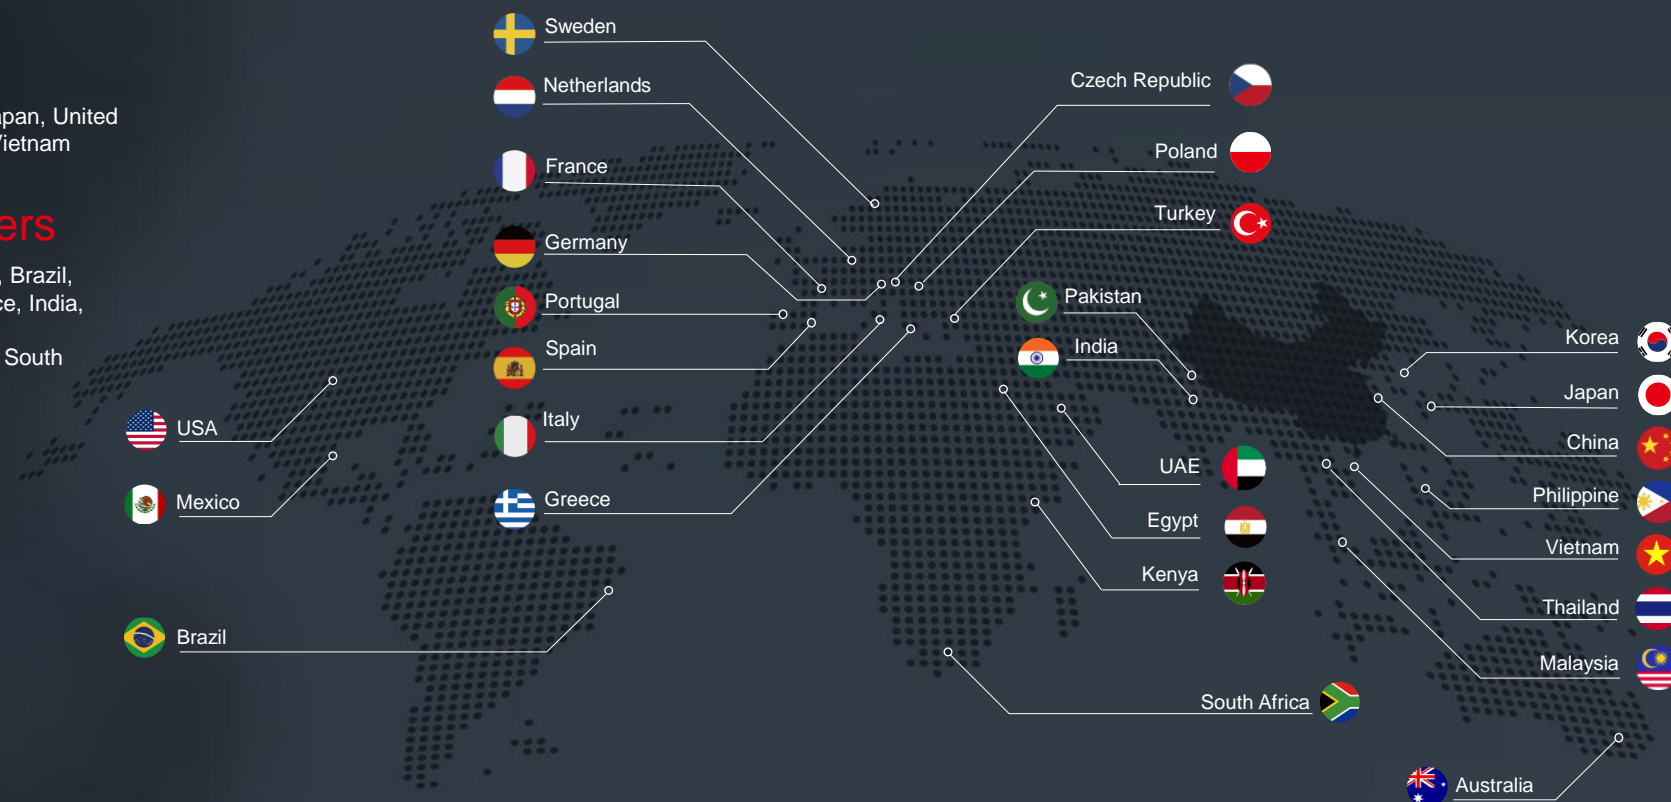 pan, United
Vietnam
ers
, Brazil,
ce, India,
South
Sweden
Netherlands
France
Germany
Portugal
Spain
Italy
Greece
USA
Mexico
Brazil
Czech Republic
Poland
Turkey
Pakistan
India
UAE
Egypt
Kenya
South Africa
Korea
Japan
China
Philippine
Vietnam
Thailand
Malaysia
Australia